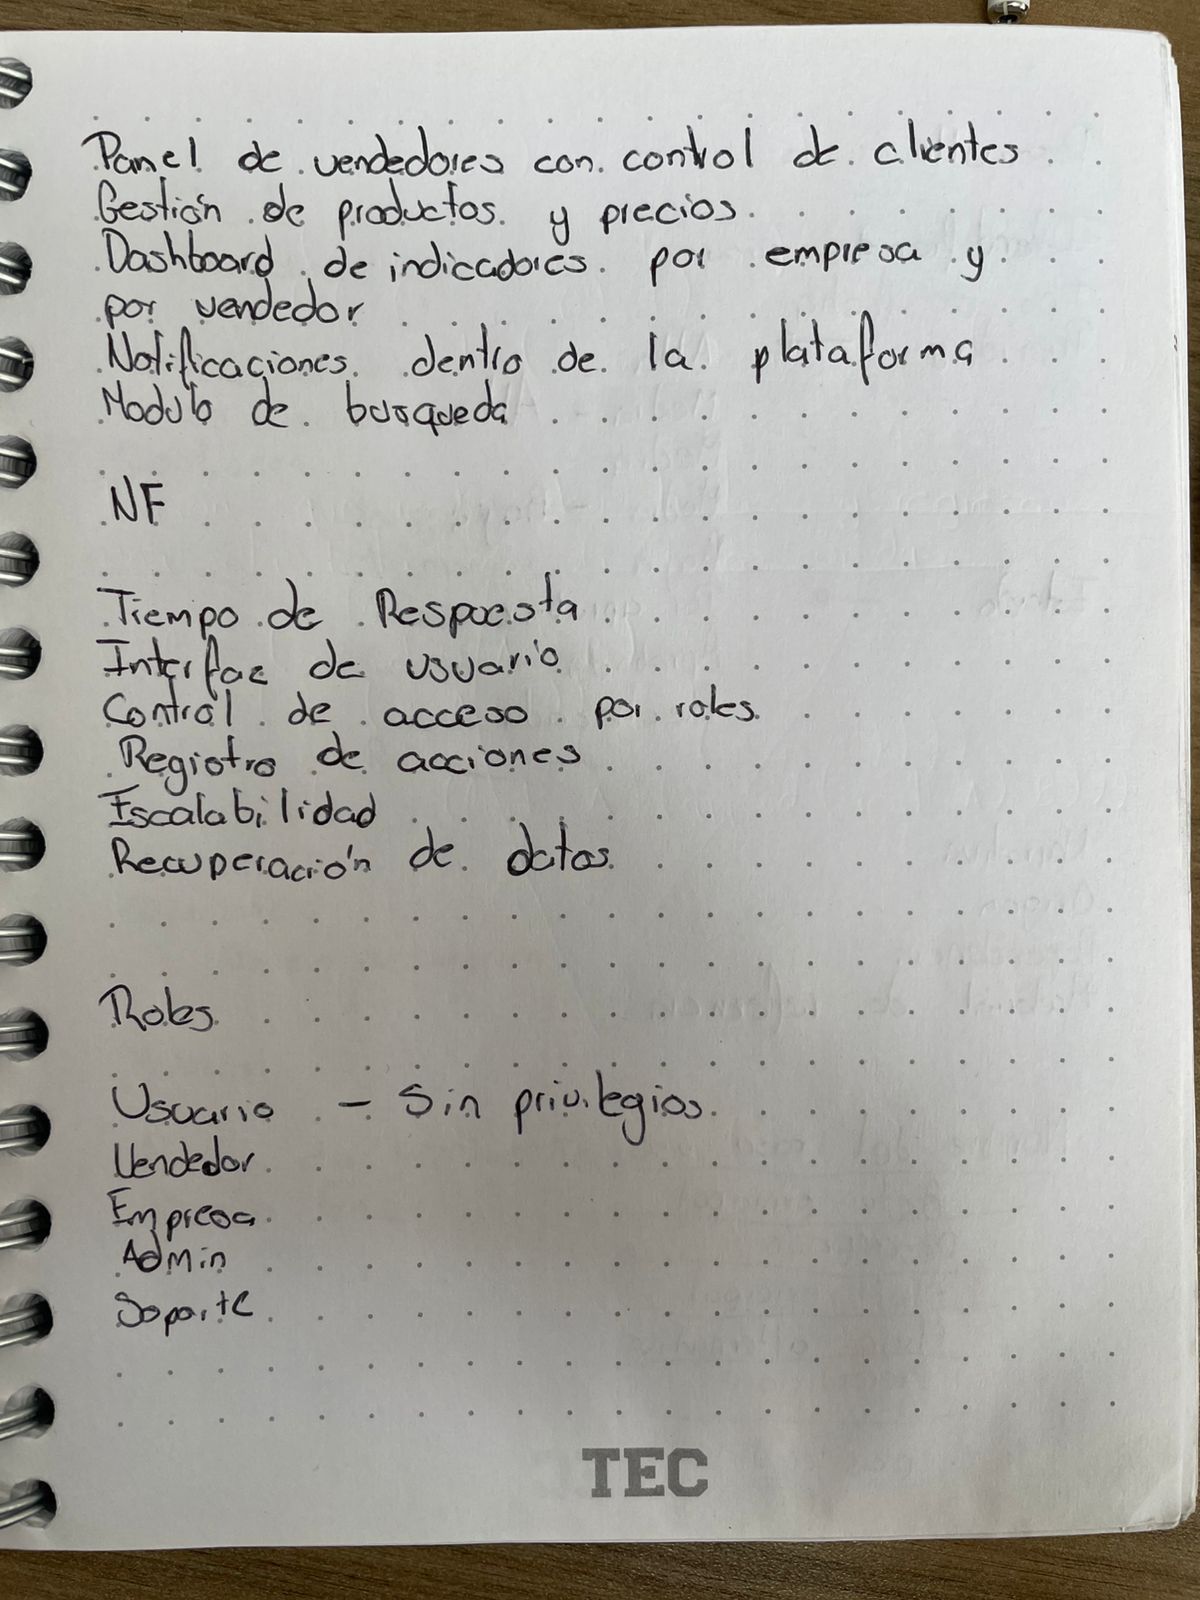 Panel de vendedores con control de clientes
Gestión de productos y precios
Dashboard de indicadores por empresa y
por vendedor
Notificaciones dentro de la plataforma
Modulo de busqueda
NF
Tiempo de Respuesta
Interfaz de usuario
Control de acceso por roles
Registro de acciones
Escalabilidad
Recuperación de datos
Roles
Usuario - Sin privilegios
Vendedor
Empresa
Admin
Soporte
TEC